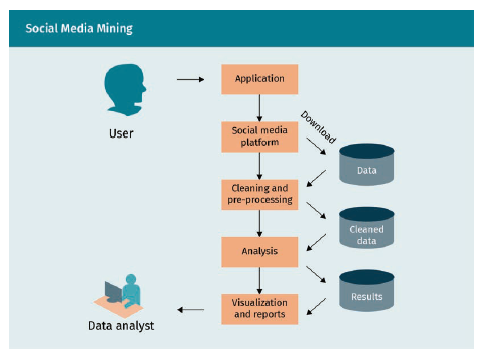 Social Media Mining
Application
User
Social media
platform
Download
Data
Cleaning and
pre-processing
Cleaned
data
Analysis
Results
Visualization
and reports
Data analyst